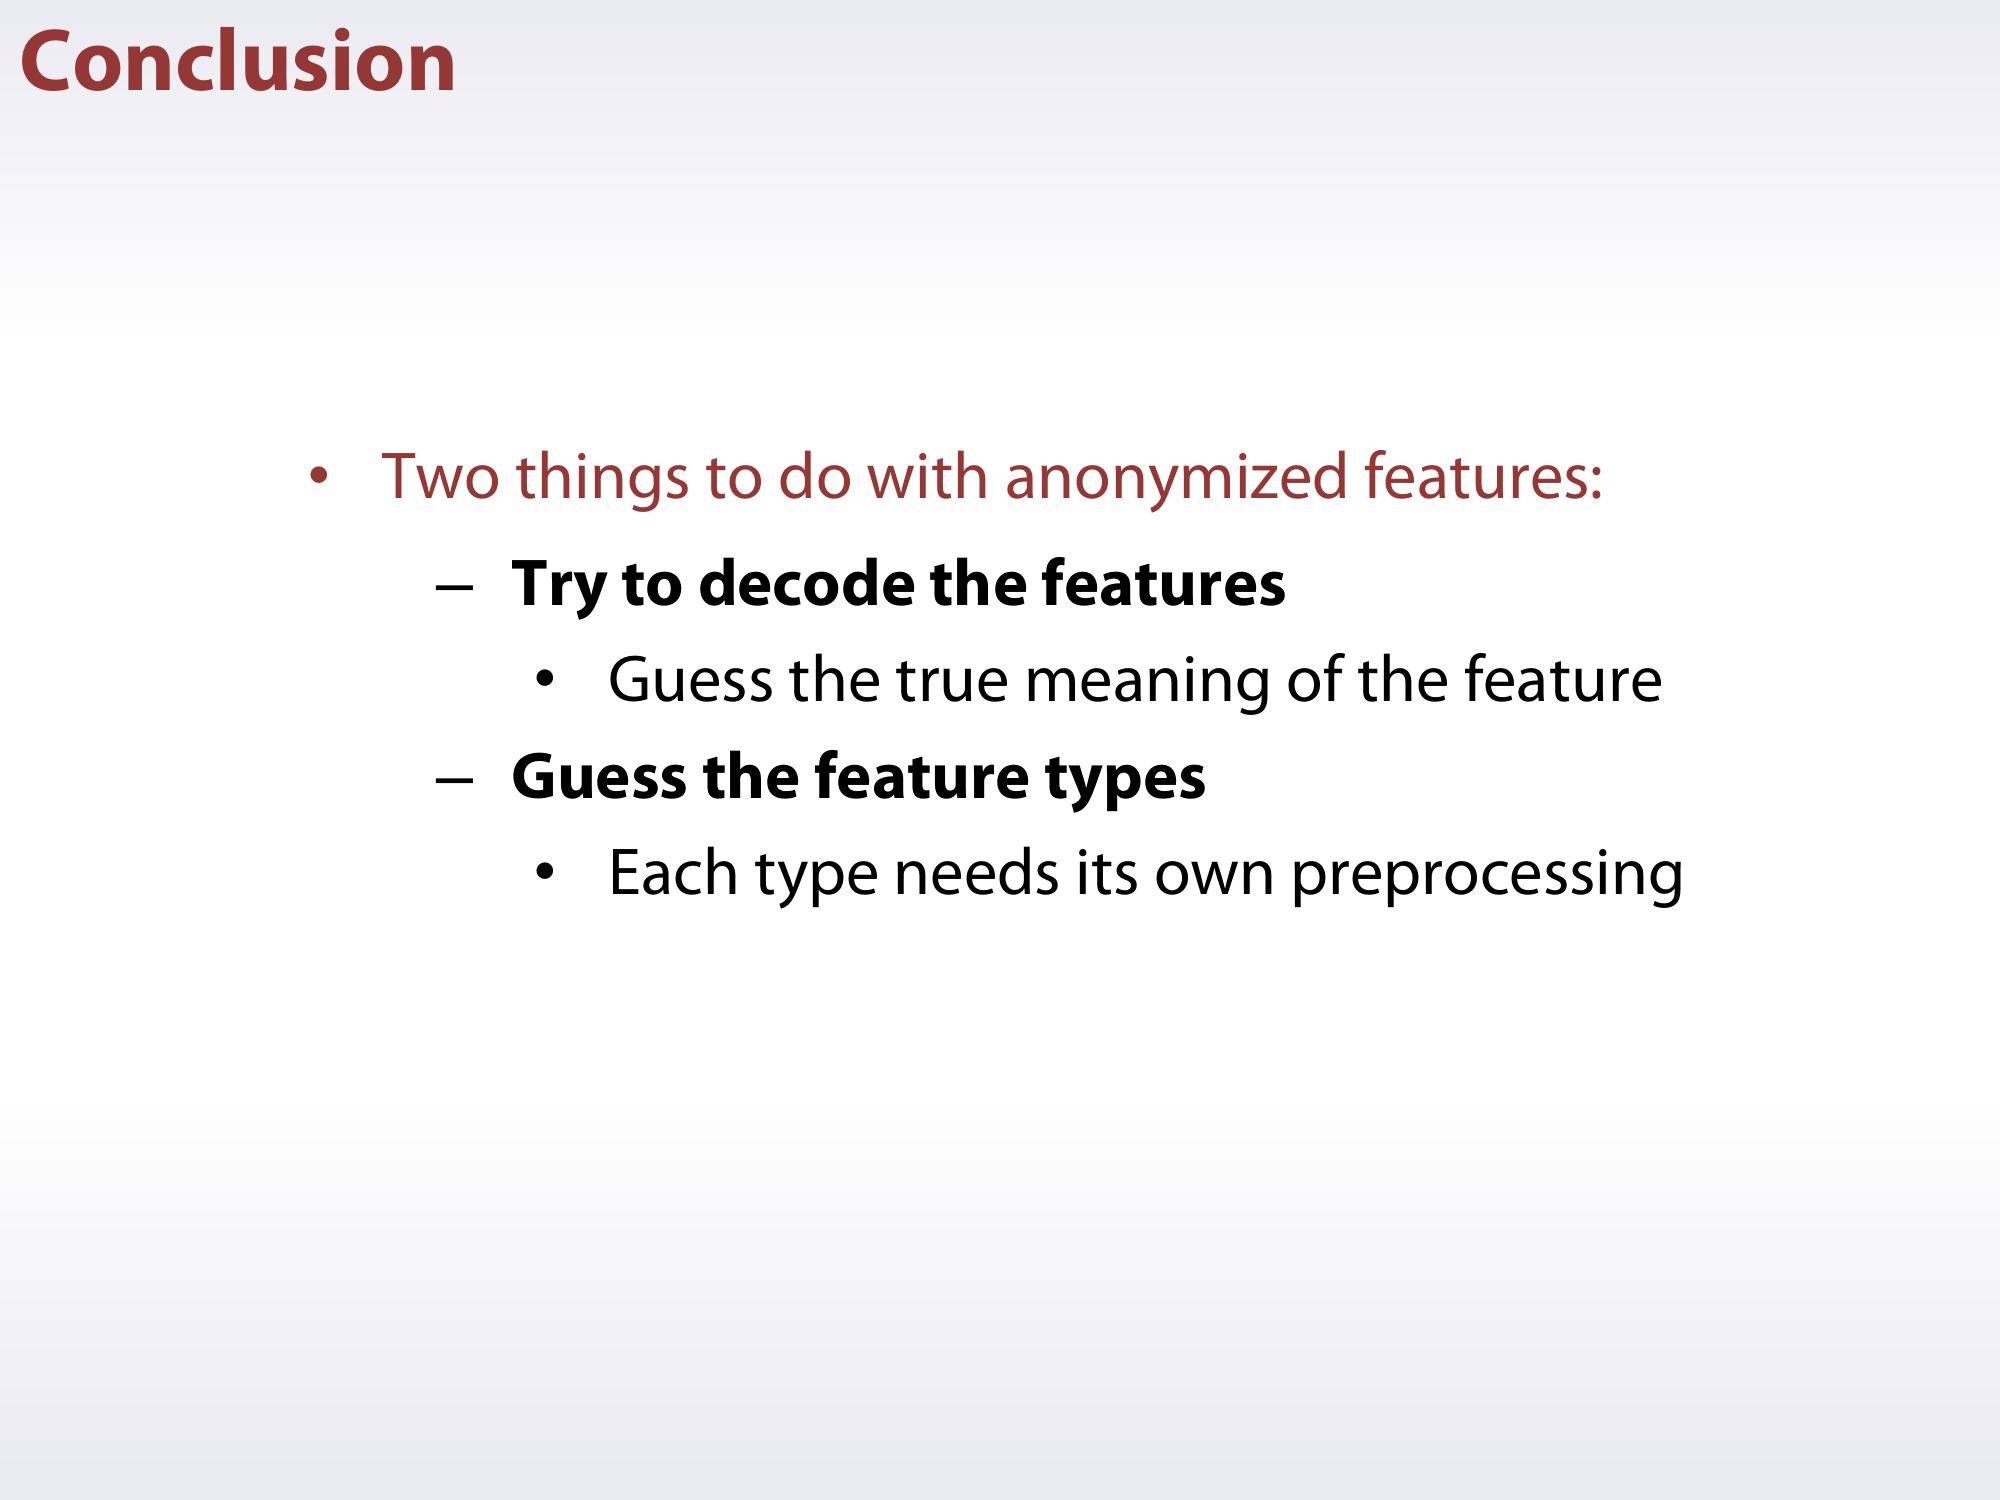 Conclusion
• Two things to do with anonymized features:
– Try to decode the features
• Guess the true meaning of the feature
– Guess the feature types
• Each type needs its own preprocessing